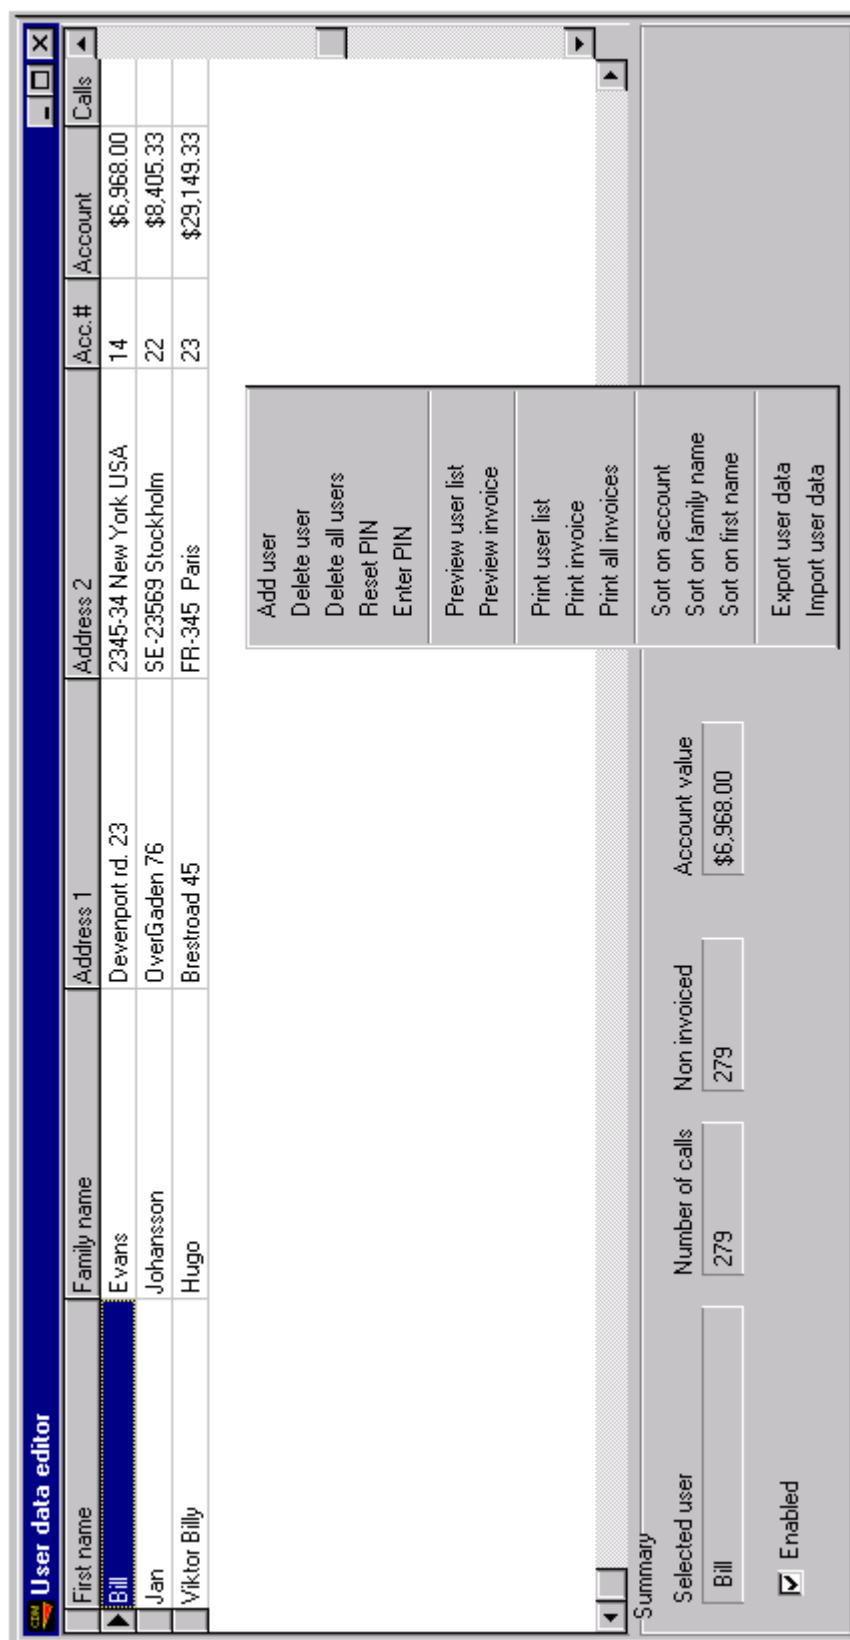 CDM
User data editor
First name Family name Address 1 Address 2 Acc.# Account Calls
Bill Evans Devenport rd. 23 2345-34 New York USA 14 $6,968.00
Jan Johansson OverGaden 76 SE-23569 Stockholm 22 $8,405.33
Viktor Billy Hugo Brestroad 45 FR-345 Paris 23 $29,149.33
Add user
Delete user
Delete all users
Reset PIN
Enter PIN
Preview user list
Preview invoice
Print user list
Print invoice
Print all invoices
Sort on account
Sort on family name
Sort on first name
Export user data
Import user data
Summary
Selected user Number of calls Non invoiced Account value
Bill 279 279 $6,968.00
Enabled